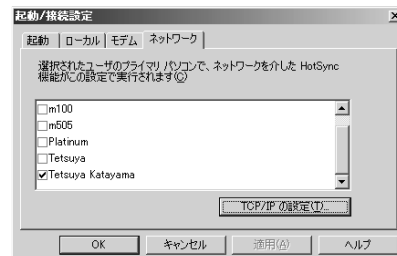 起動/接続設定
起動 ローカル モデム ネットワーク
選択されたユーザのプライマリ パソコンで、ネットワークを介した HotSync
機能がこの設定で実行されます(C)
m100
m505
Platinum
Tetsuya
Tetsuya Katayama
TCP/IP の設定(T)...
OK キャンセル 適用(A) ヘルプ